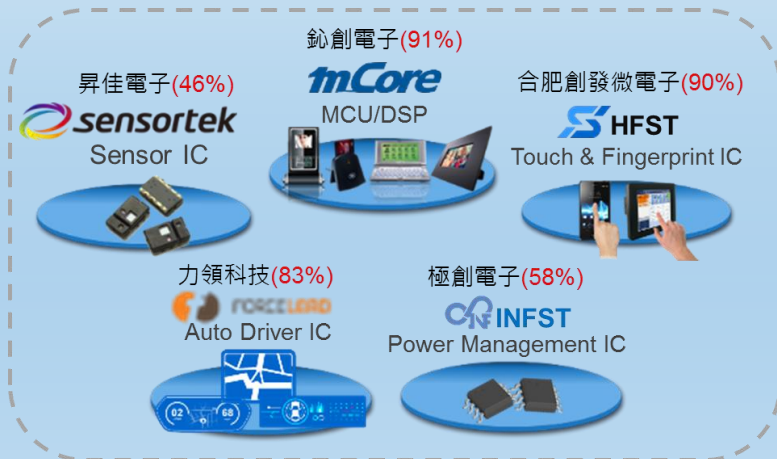 鈊創電子(91%)
mCore
MCU/DSP
昇佳電子(46%)
sensortek
Sensor IC
合肥創發微電子(90%)
HFST
Touch & Fingerprint IC
力領科技(83%)
FORCELEAD
Auto Driver IC
02
68
極創電子(58%)
INFST
Power Management IC